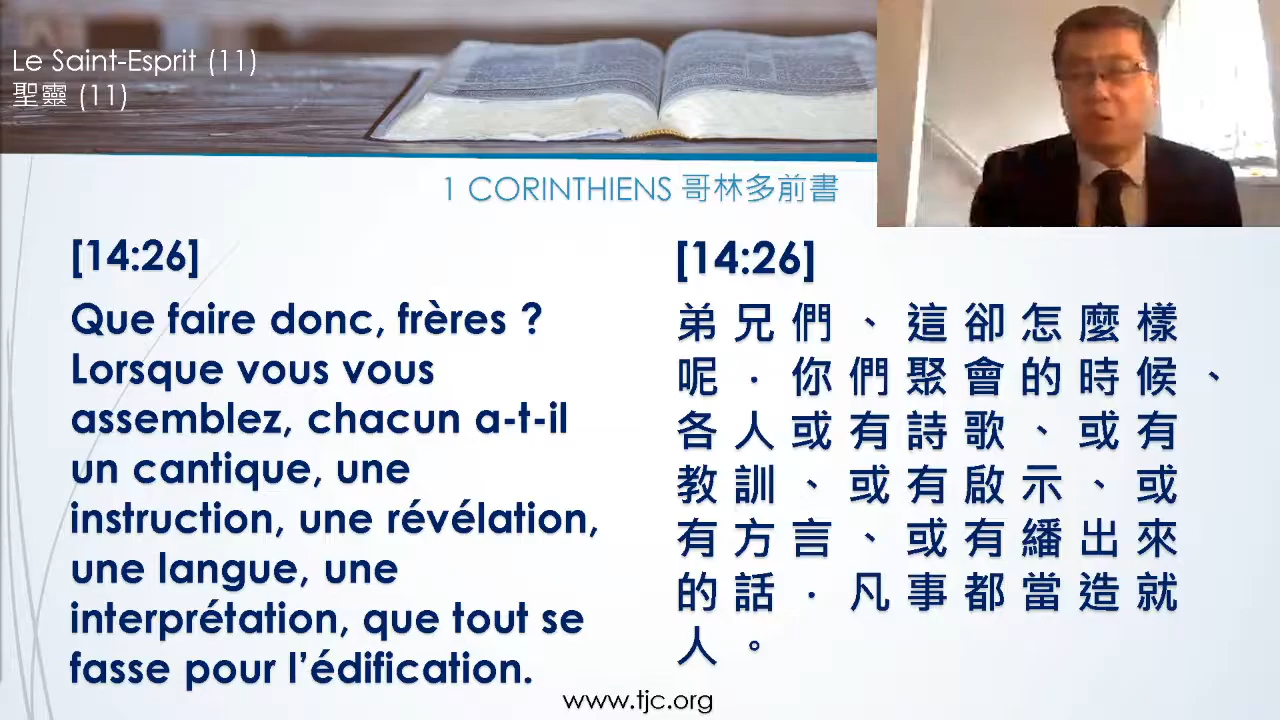 Le Saint-Esprit (11)
聖靈 (11)
1 CORINTHIENS 哥林多前書
[14:26]
Que faire donc, frères ?
Lorsque vous vous
assemblez, chacun a-t-il
un cantique, une
instruction, une révélation,
une langue, une
interprétation, que tout se
fasse pour l’édification.
[14:26]
弟兄們、這卻怎麼樣
呢．你們聚會的時候、
各人或有詩歌、或有
教訓、或有啟示、或
有方言、或有繙出來
的話．凡事都當造就
人。
www.tjc.org